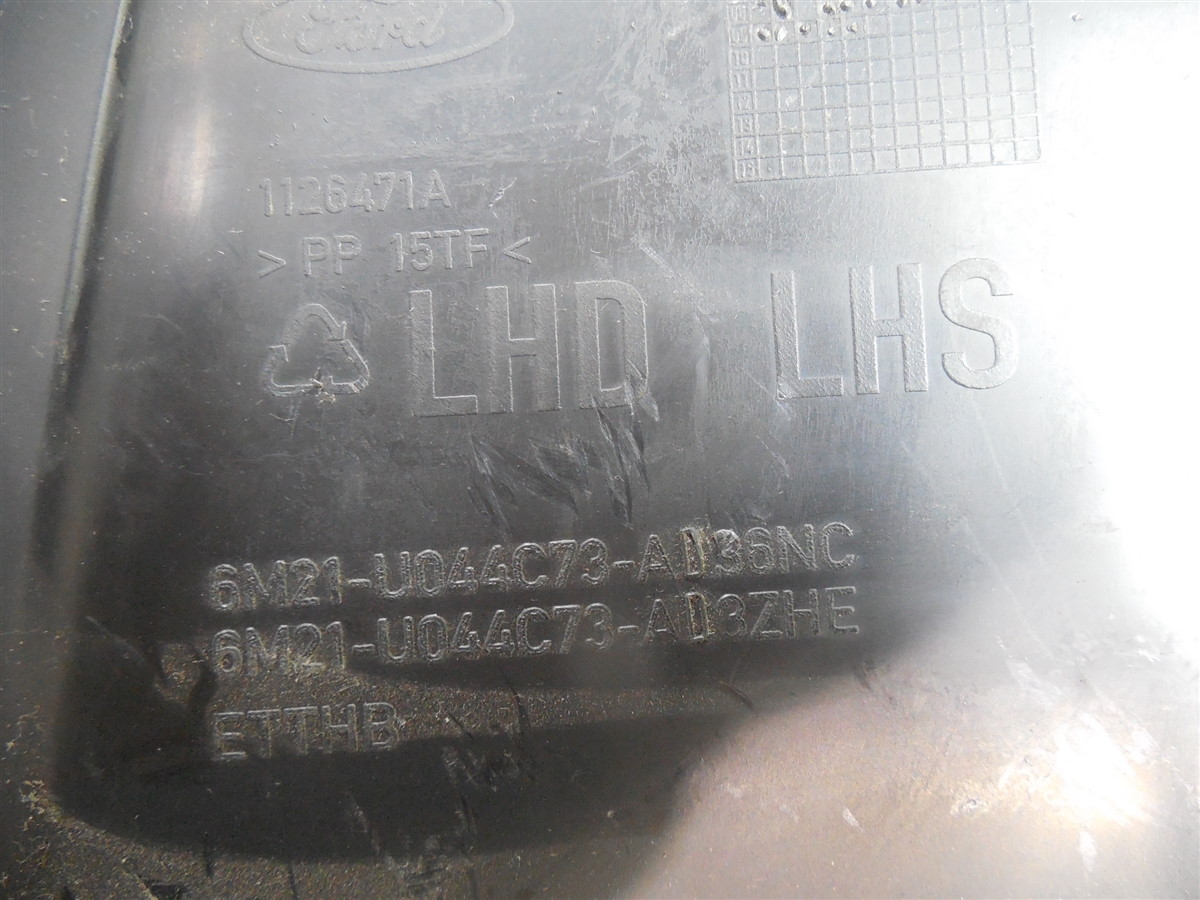 Ford
1126471A
> PP 15TF <
LHD LHS
6M21-U044C73-AD36NC
6M21-U044C73-AD3ZHE
ETTHB